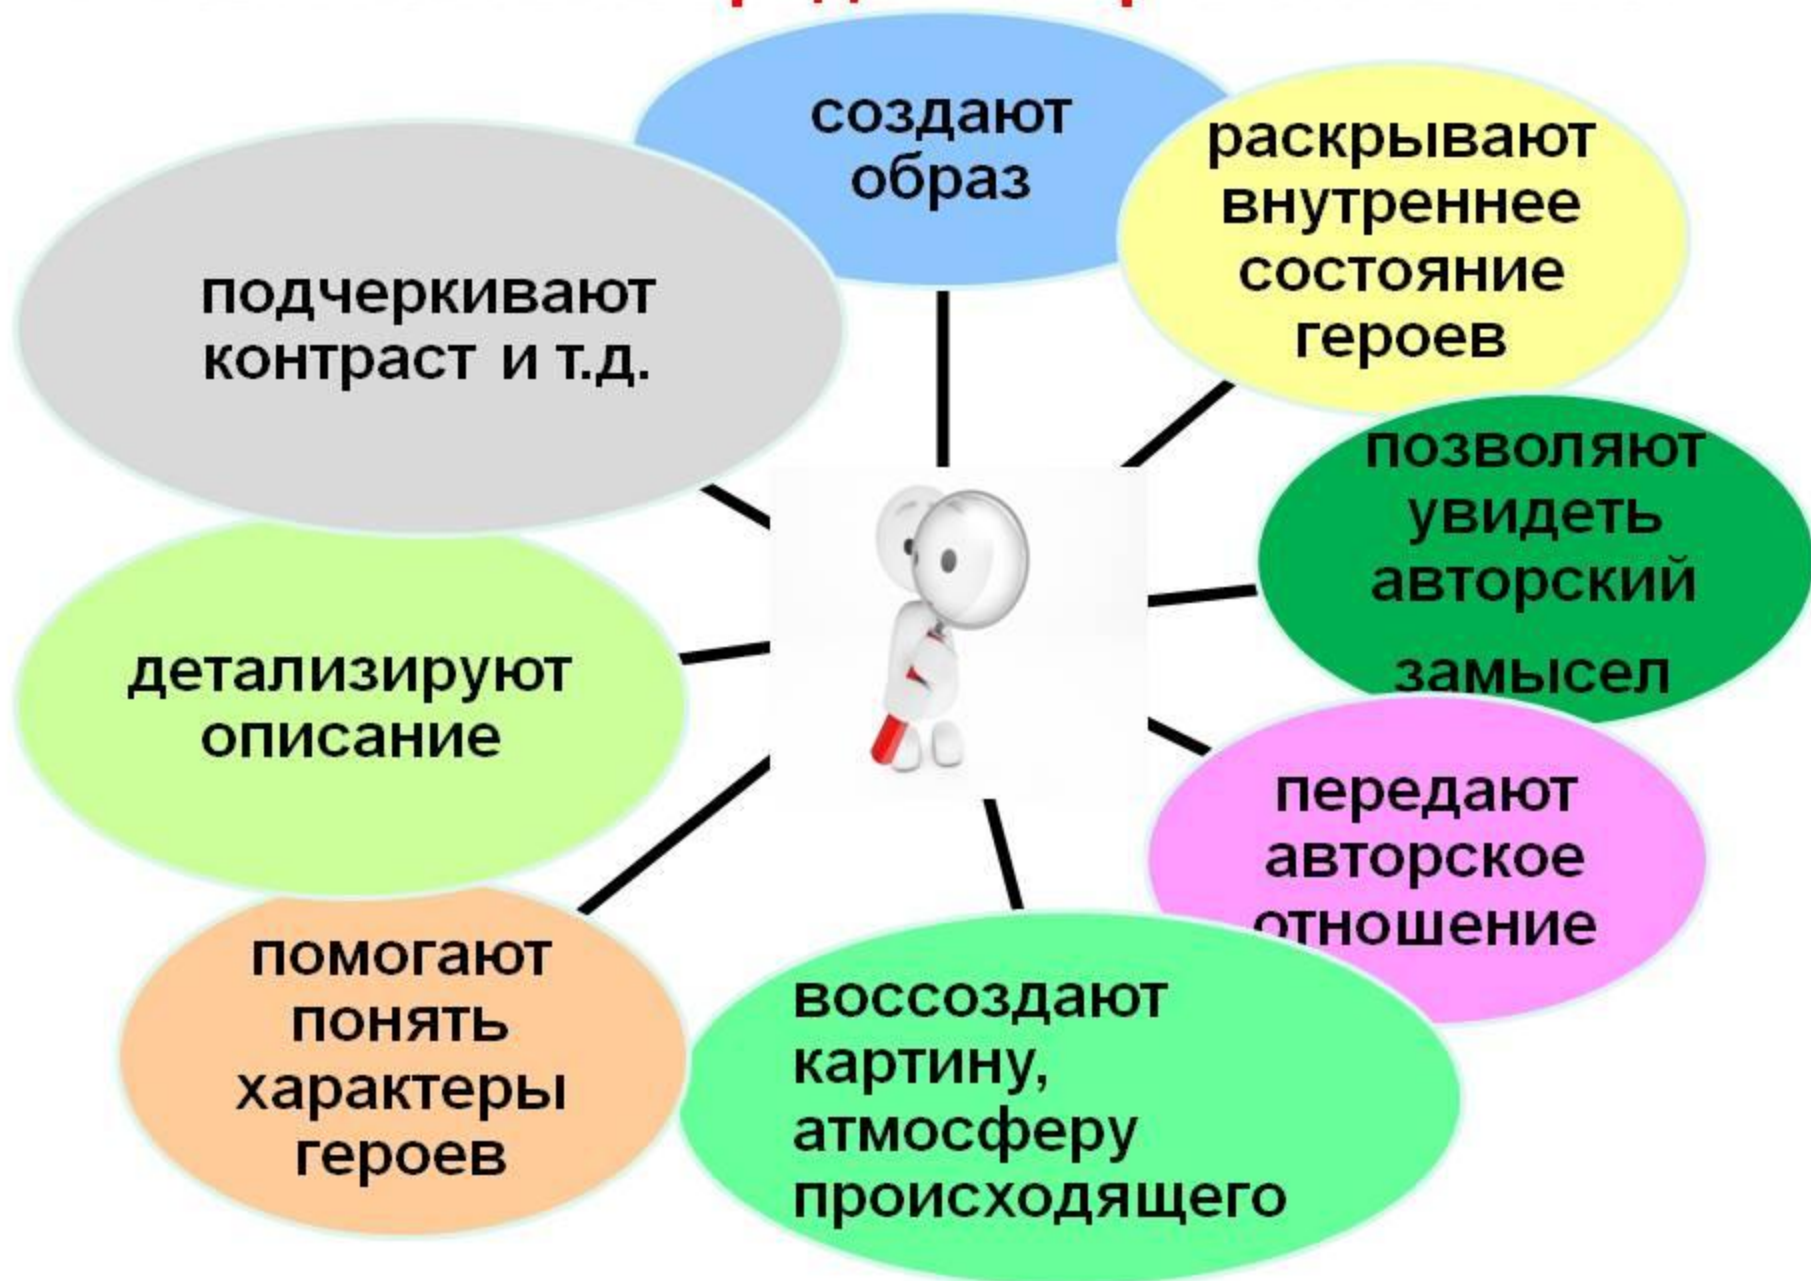 создают
образ
раскрывают
внутреннее
состояние
героев
позволяют
увидеть
авторский
замысел
передают
авторское
отношение
воссоздают
картину,
атмосферу
происходящего
помогают
понять
характеры
героев
детализируют
описание
подчеркивают
контраст и т.д.